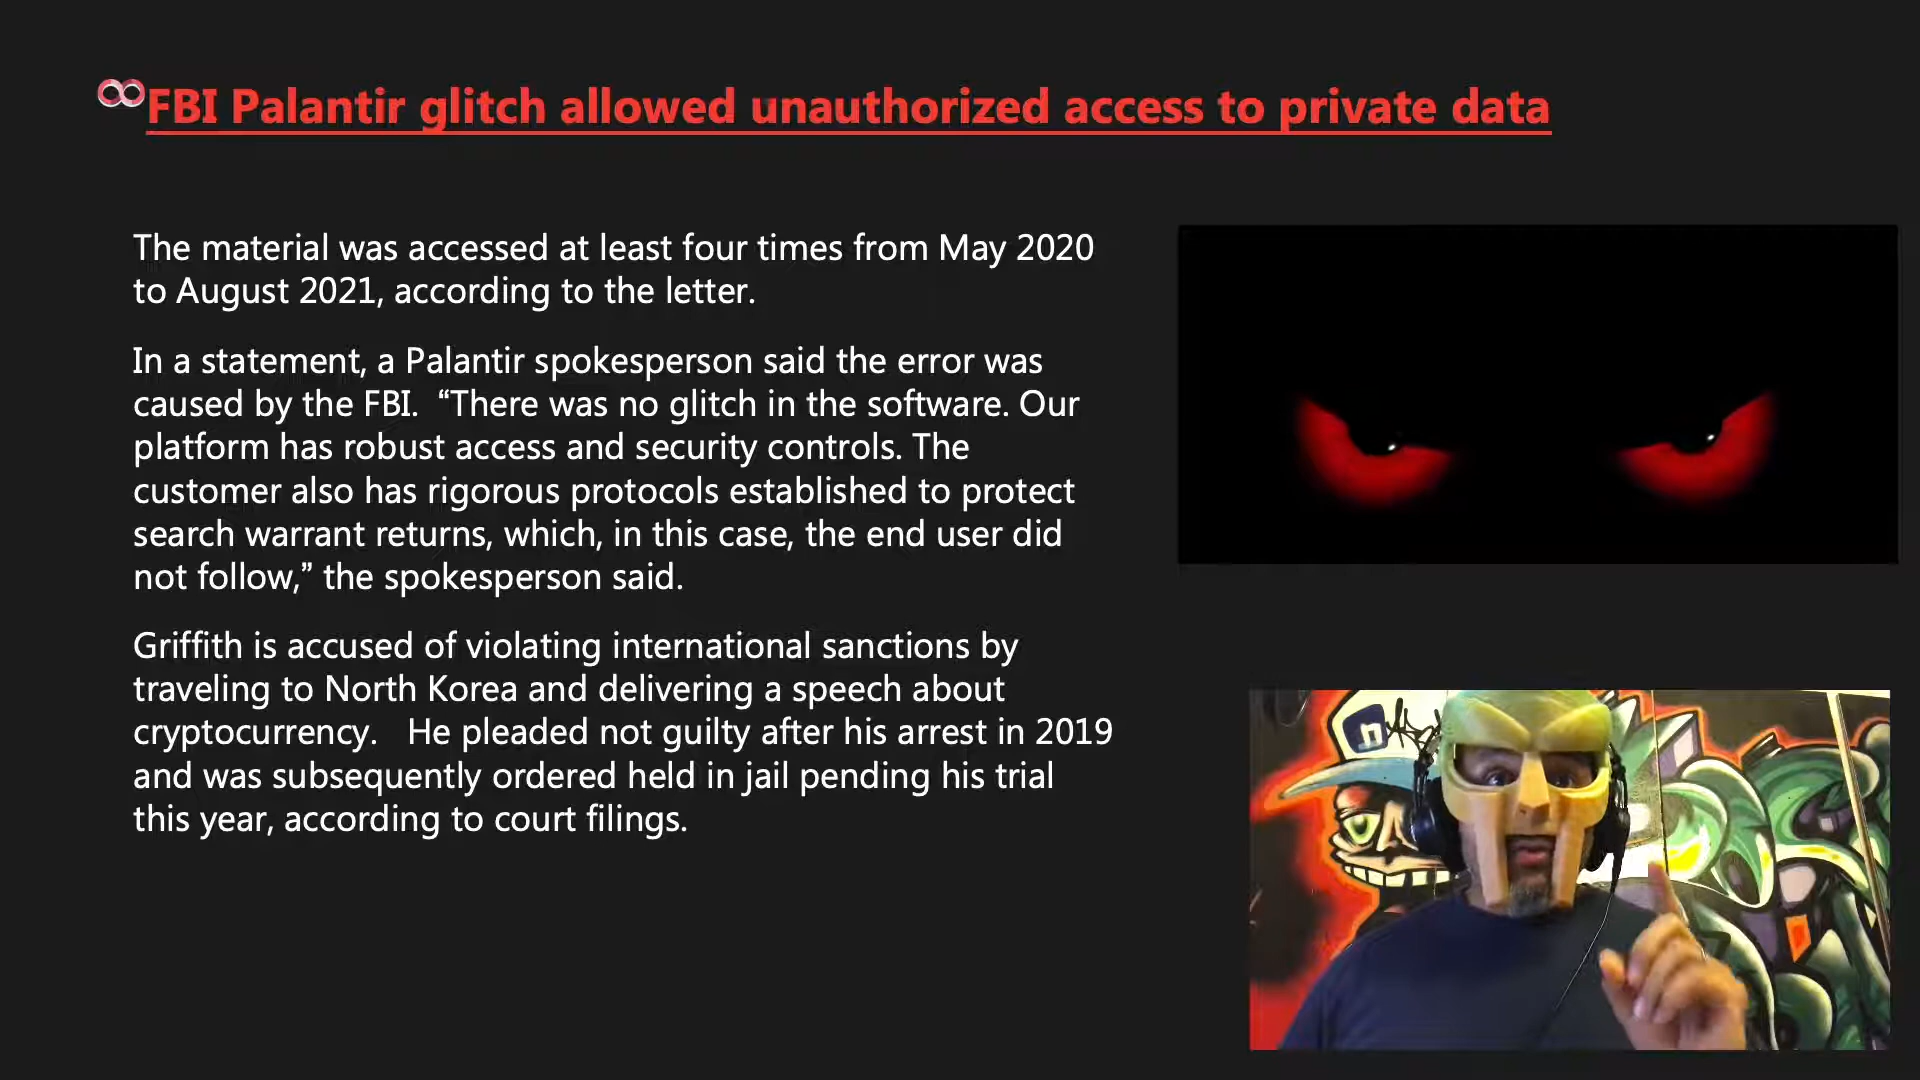 FBI Palantir glitch allowed unauthorized access to private data
The material was accessed at least four times from May 2020
to August 2021, according to the letter.
In a statement, a Palantir spokesperson said the error was
caused by the FBI.  “There was no glitch in the software. Our
platform has robust access and security controls. The
customer also has rigorous protocols established to protect
search warrant returns, which, in this case, the end user did
not follow,” the spokesperson said.
Griffith is accused of violating international sanctions by
traveling to North Korea and delivering a speech about
cryptocurrency.   He pleaded not guilty after his arrest in 2019
and was subsequently ordered held in jail pending his trial
this year, according to court filings.